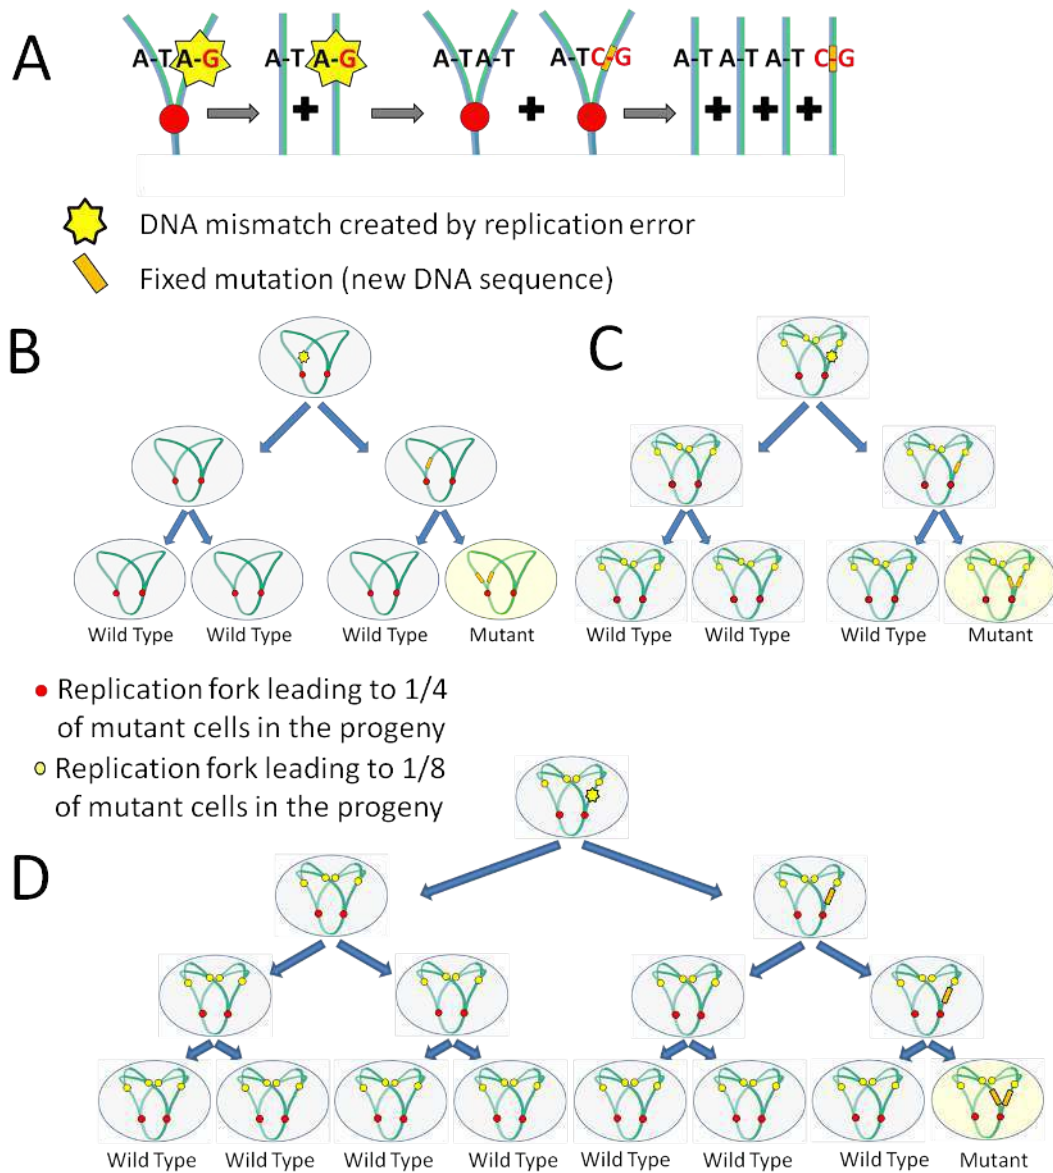 A
A-T A-G A-T A-G A-T A-T A-T C-G A-T A-T A-T C-G
DNA mismatch created by replication error
Fixed mutation (new DNA sequence)
B
C
Wild Type Wild Type Wild Type Mutant Wild Type Wild Type Wild Type Mutant
Replication fork leading to 1/4
of mutant cells in the progeny
Replication fork leading to 1/8
of mutant cells in the progeny
D
Wild Type Wild Type Wild Type Wild Type Wild Type Wild Type Wild Type Mutant